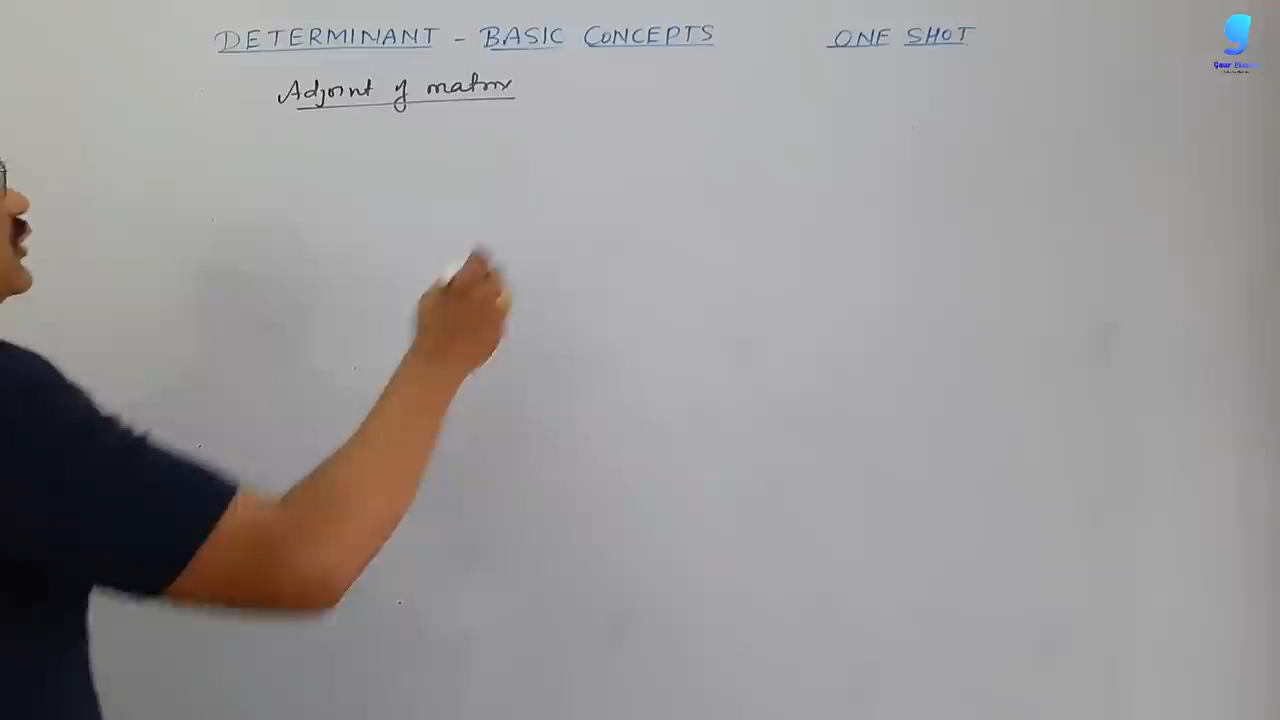 DETERMINANT - BASIC CONCEPTS ONE SHOT
Adjoint of matrix